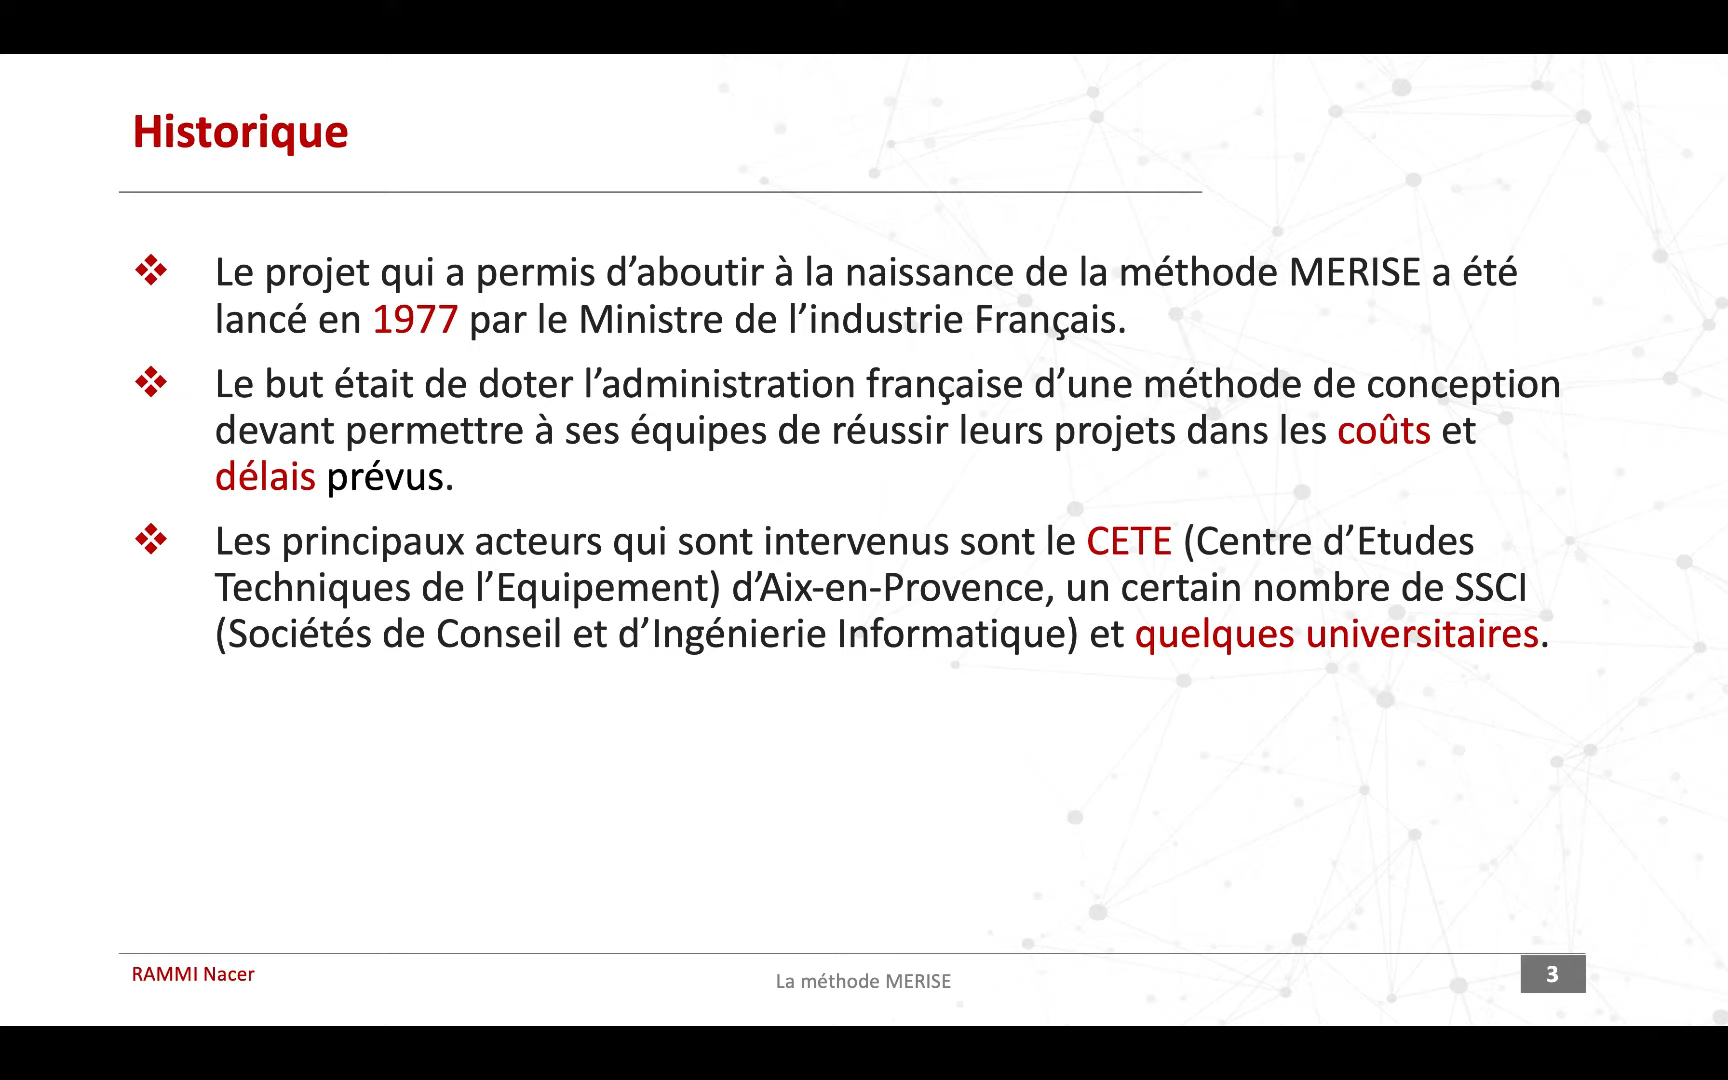 Historique
Le projet qui a permis d’aboutir à la naissance de la méthode MERISE a été
lancé en 1977 par le Ministre de l’industrie Français.
Le but était de doter l’administration française d’une méthode de conception
devant permettre à ses équipes de réussir leurs projets dans les coûts et
délais prévus.
Les principaux acteurs qui sont intervenus sont le CETE (Centre d’Etudes
Techniques de l’Equipement) d’Aix-en-Provence, un certain nombre de SSCI
(Sociétés de Conseil et d’Ingénierie Informatique) et quelques universitaires.
RAMMI Nacer
La méthode MERISE
3